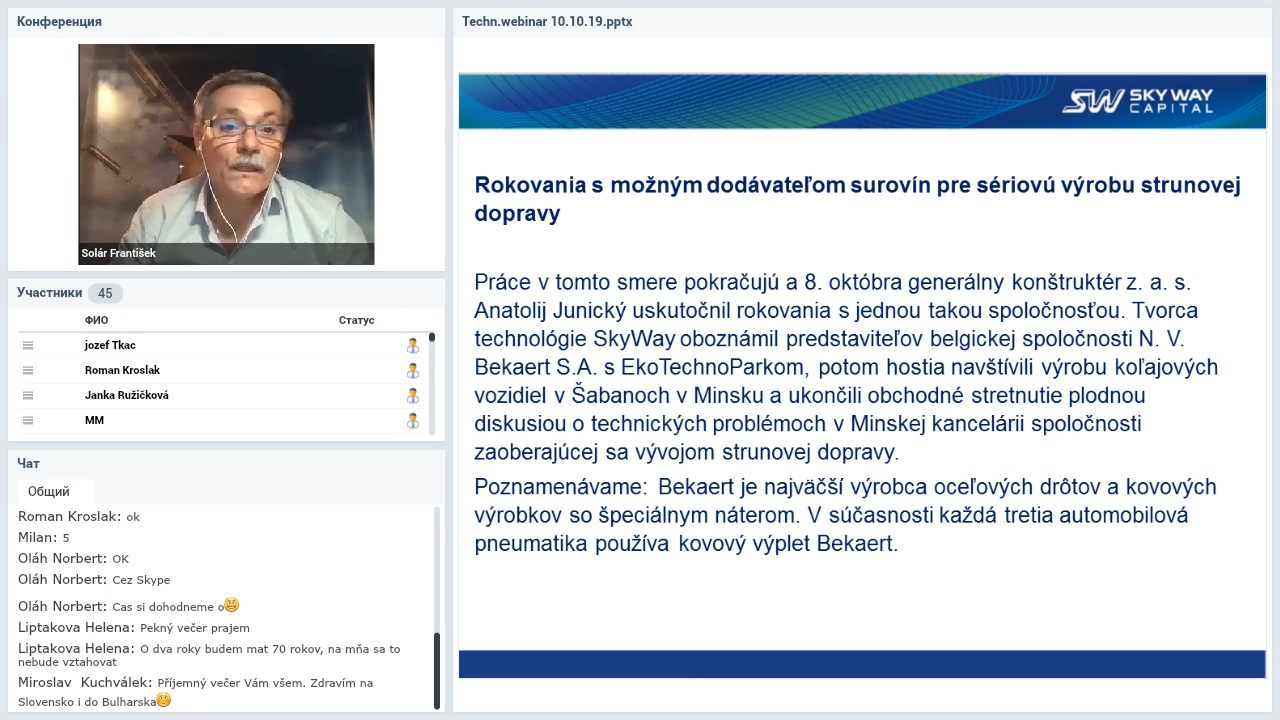 Конференция
Solár František
Участники 45
ФИО Статус
jozef Tkac
Roman Kroslak
Janka Ružičková
MM
Чат
Общий
Roman Kroslak: ok
Milan: 5
Oláh Norbert: OK
Oláh Norbert: Cez Skype
Oláh Norbert: Cas si dohodneme o
Liptakova Helena: Pekný večer prajem
Liptakova Helena: O dva roky budem mat 70 rokov, na mňa sa to
nebude vztahovat
Miroslav Kuchválek: Příjemný večer Vám všem. Zdravím na
Slovensko i do Bulharska
Techn.webinar 10.10.19.pptx
SW SKY WAY
CAPITAL
Rokovania s možným dodávateľom surovín pre sériovú výrobu strunovej
dopravy
Práce v tomto smere pokračujú a 8. októbra generálny konštruktér z. a. s.
Anatolij Junický uskutočnil rokovania s jednou takou spoločnosťou. Tvorca
technológie SkyWay oboznámil predstaviteľov belgickej spoločnosti N. V.
Bekaert S.A. s EkoTechnoParkom, potom hostia navštívili výrobu koľajových
vozidiel v Šabanoch v Minsku a ukončili obchodné stretnutie plodnou
diskusiou o technických problémoch v Minskej kancelárii spoločnosti
zaoberajúcej sa vývojom strunovej dopravy.
Poznamenávame: Bekaert je najväčší výrobca oceľových drôtov a kovových
výrobkov so špeciálnym náterom. V súčasnosti každá tretia automobilová
pneumatika používa kovový výplet Bekaert.